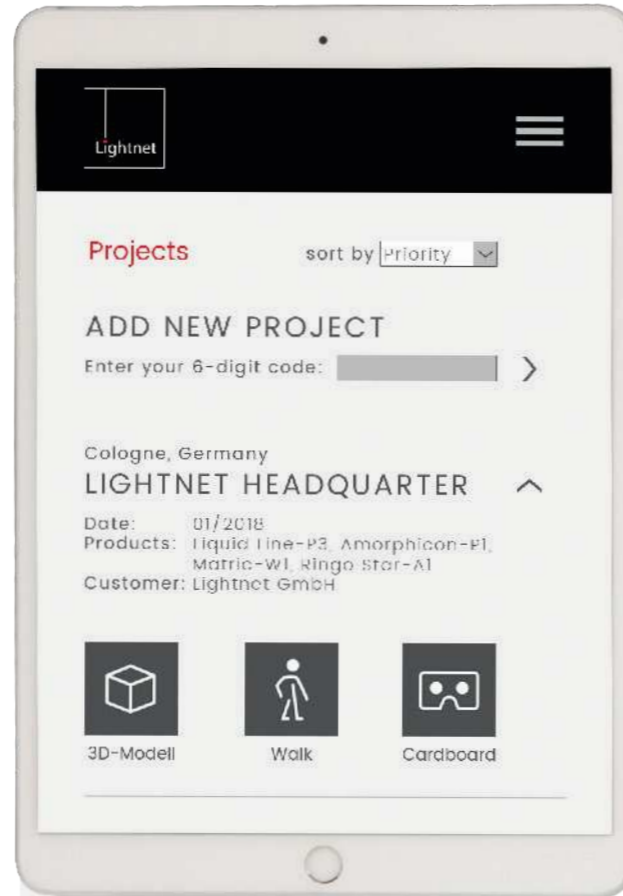 Lightnet
Projects
sort by Priority
ADD NEW PROJECT
Enter your 6-digit code:
Cologne, Germany
LIGHTNET HEADQUARTER
Date: 01/2018
Products: Liquid Line-P3, Amorphicon-P1,
Matric-W1, Ringo Star-A1
Customer: Lightnet GmbH
3D-Modell
Walk
Cardboard